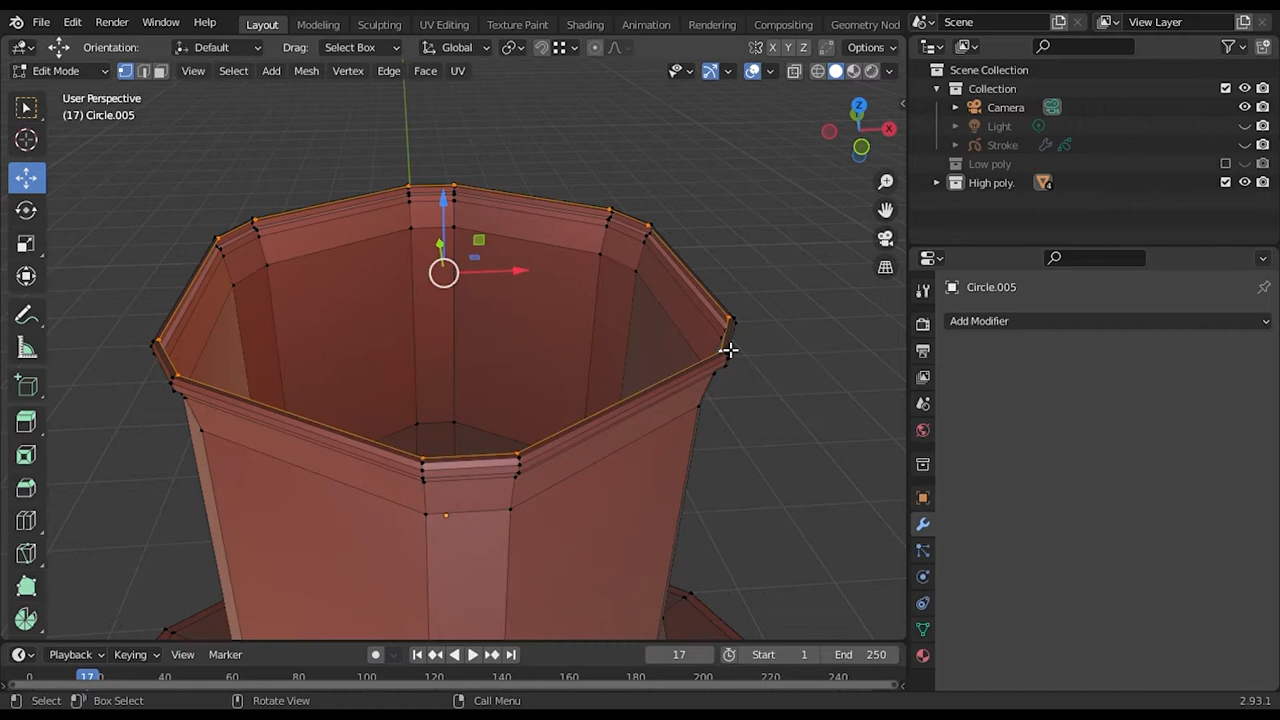 File Edit Render Window Help Layout Modeling Sculpting UV Editing Texture Paint Shading Animation Rendering Compositing Geometry Nod Scene View Layer
Orientation: Default Drag: Select Box Global X Y Z Options
Edit Mode View Select Add Mesh Vertex Edge Face UV
Scene Collection
Collection
Camera
Light
Stroke
Low poly
High poly. 4
User Perspective
(17) Circle.005
Z
X
Circle.005
Add Modifier
Playback Keying View Marker 17 Start 1 End 250
0 17 40 60 80 100 120 140 160 180 200 220 240
Select Box Select Rotate View Call Menu 2.93.1